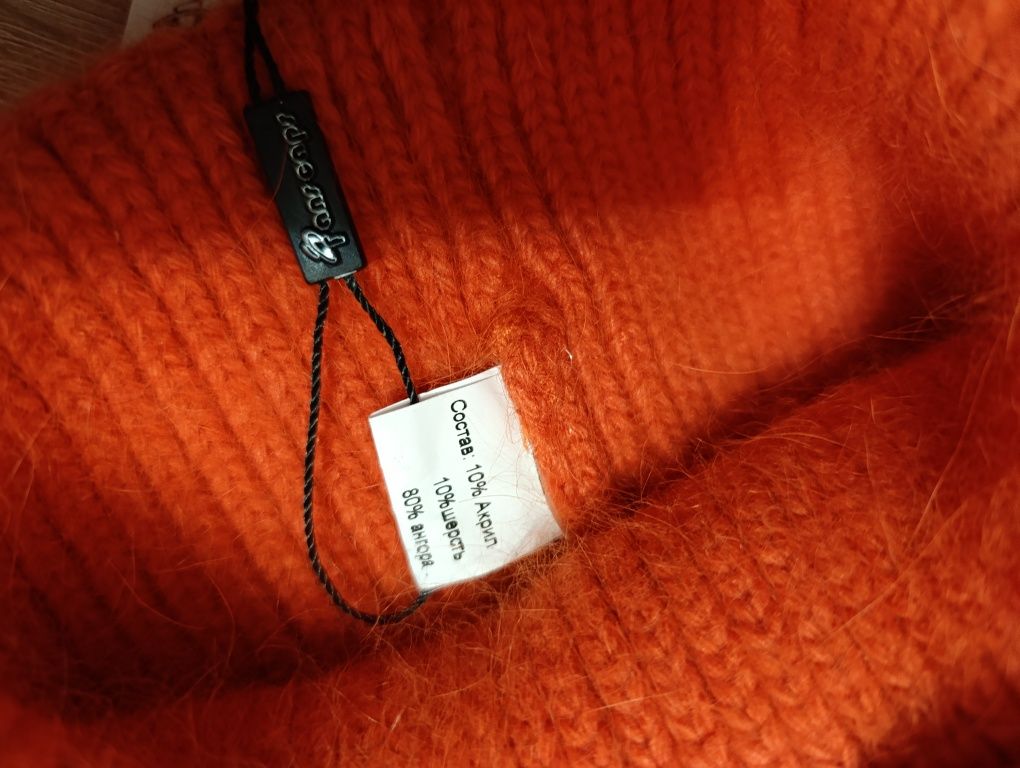 Состав: 10% Акрил
10%шерсть
80% ангора